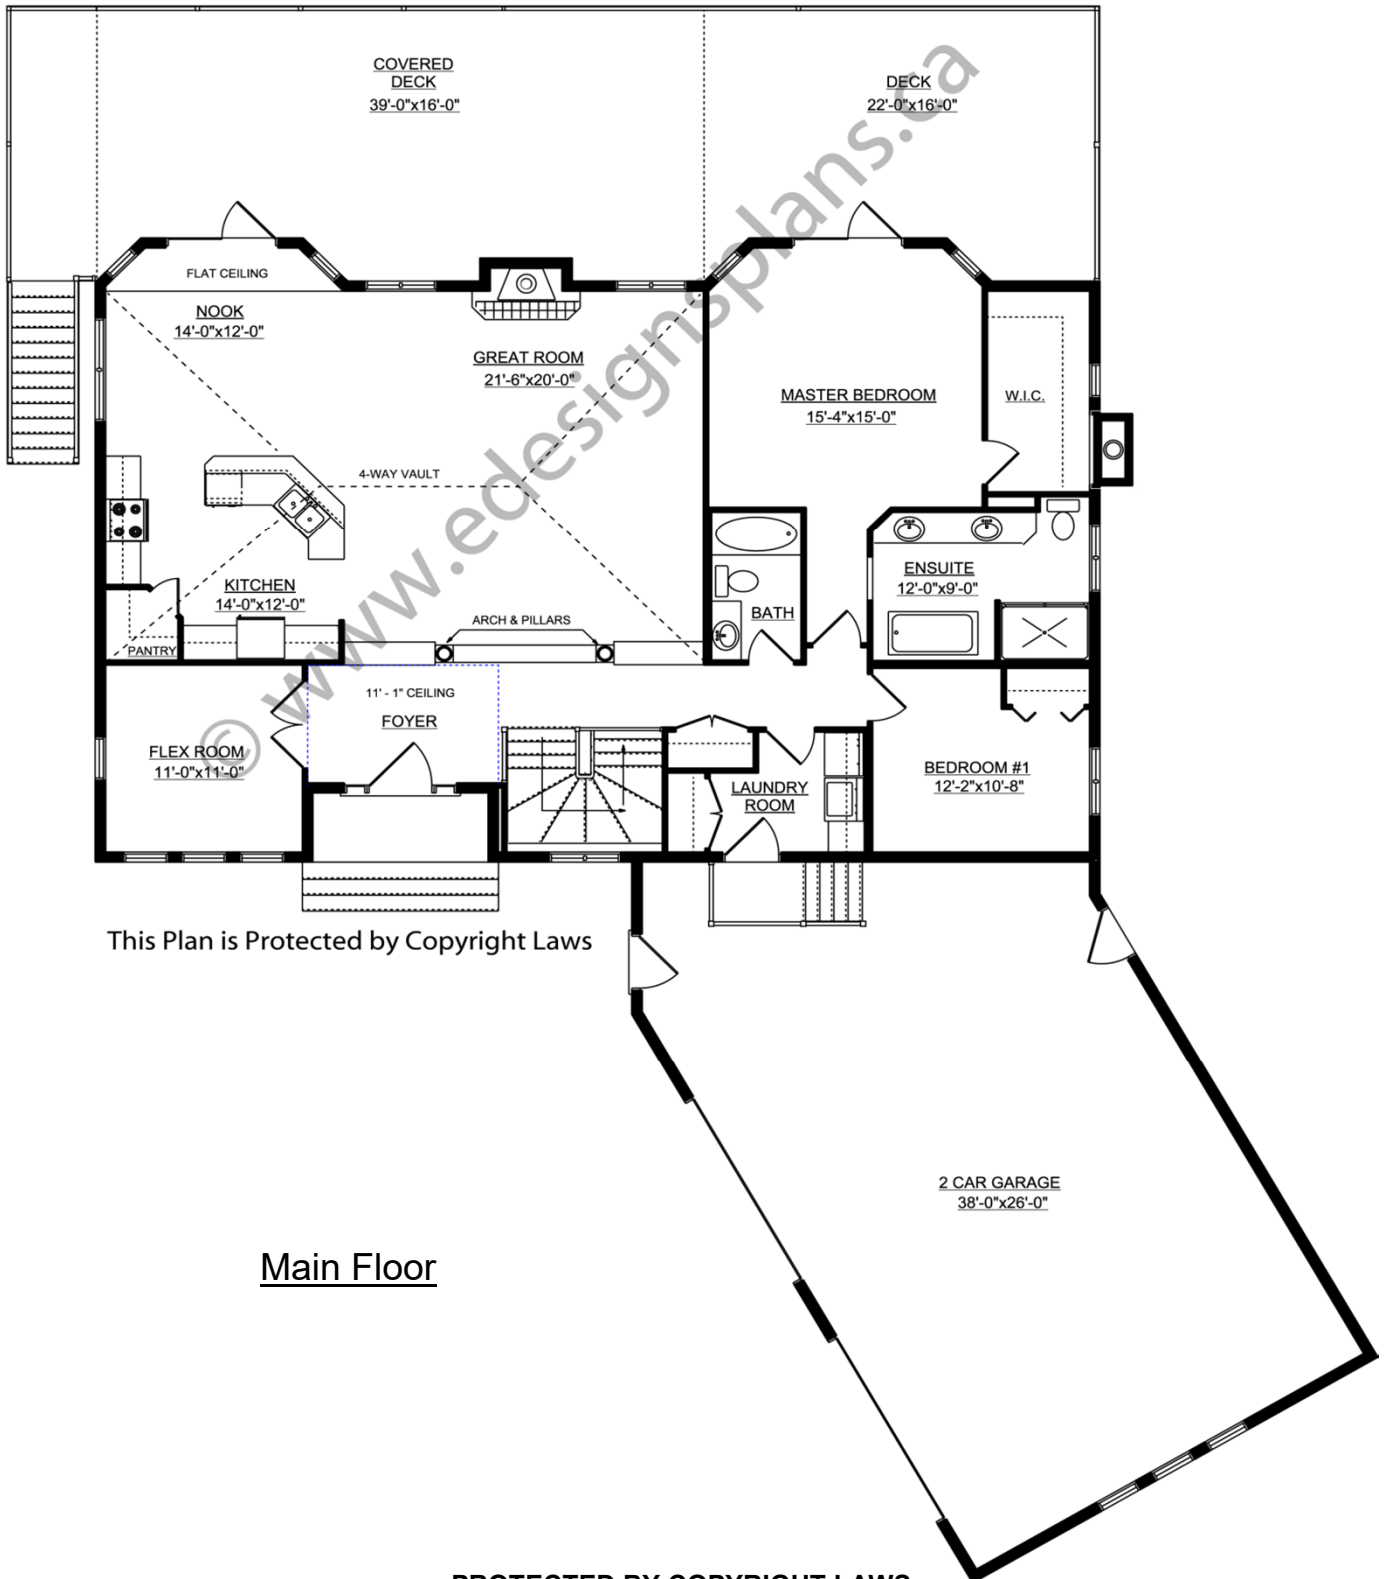 COVERED
DECK
39'-0"x16'-0"
DECK
22'-0"x16'-0"
FLAT CEILING
NOOK
14'-0"x12'-0"
GREAT ROOM
21'-6"x20'-0"
MASTER BEDROOM
15'-4"x15'-0"
W.I.C.
4-WAY VAULT
KITCHEN
14'-0"x12'-0"
ENSUITE
12'-0"x9'-0"
BATH
ARCH & PILLARS
PANTRY
11' - 1" CEILING
FOYER
FLEX ROOM
11'-0"x11'-0"
LAUNDRY
ROOM
BEDROOM #1
12'-2"x10'-8"
© www.edesignsplans.ca
This Plan is Protected by Copyright Laws
2 CAR GARAGE
38'-0"x26'-0"
Main Floor
PROTECTED BY COPYRIGHT LAWS